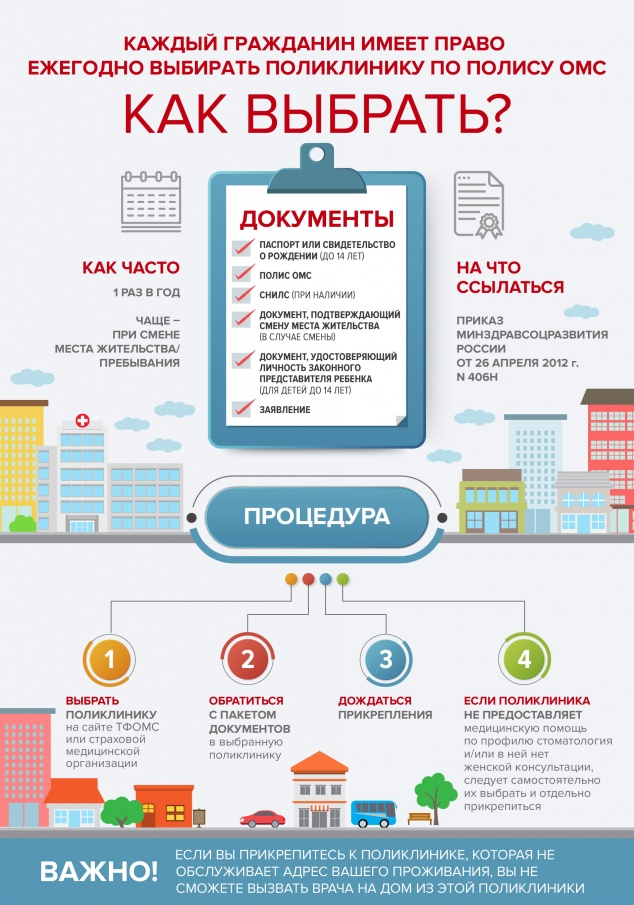 КАЖДЫЙ ГРАЖДАНИН ИМЕЕТ ПРАВО
ЕЖЕГОДНО ВЫБИРАТЬ ПОЛИКЛИНИКУ ПО ПОЛИСУ ОМС
КАК ВЫБРАТЬ?
ДОКУМЕНТЫ
ПАСПОРТ ИЛИ СВИДЕТЕЛЬСТВО
О РОЖДЕНИИ (ДО 14 ЛЕТ)
ПОЛИС ОМС
СНИЛС (ПРИ НАЛИЧИИ)
ДОКУМЕНТ, ПОДТВЕРЖДАЮЩИЙ
СМЕНУ МЕСТА ЖИТЕЛЬСТВА
(В СЛУЧАЕ СМЕНЫ)
ДОКУМЕНТ, УДОСТОВЕРЯЮЩИЙ
ЛИЧНОСТЬ ЗАКОННОГО
ПРЕДСТАВИТЕЛЯ РЕБЕНКА
(ДЛЯ ДЕТЕЙ ДО 14 ЛЕТ)
ЗАЯВЛЕНИЕ
КАК ЧАСТО
1 РАЗ В ГОД
ЧАЩЕ –
ПРИ СМЕНЕ
МЕСТА ЖИТЕЛЬСТВА/
ПРЕБЫВАНИЯ
НА ЧТО
ССЫЛАТЬСЯ
ПРИКАЗ
МИНЗДРАВСОЦРАЗВИТИЯ
РОССИИ
ОТ 26 АПРЕЛЯ 2012 г.
N 406Н
ПРОЦЕДУРА
1
ВЫБРАТЬ
ПОЛИКЛИНИКУ
на сайте ТФОМС
или страховой
медицинской
организации
2
ОБРАТИТЬСЯ
С ПАКЕТОМ
ДОКУМЕНТОВ
в выбранную
поликлинику
3
ДОЖДАТЬСЯ
ПРИКРЕПЛЕНИЯ
4
ЕСЛИ ПОЛИКЛИНИКА
НЕ ПРЕДОСТАВЛЯЕТ
медицинскую помощь
по профилю стоматология
и/или в ней нет
женской консультации,
следует самостоятельно
их выбрать и отдельно
прикрепиться
ВАЖНО!
ЕСЛИ ВЫ ПРИКРЕПИТЕСЬ К ПОЛИКЛИНИКЕ, КОТОРАЯ НЕ
ОБСЛУЖИВАЕТ АДРЕС ВАШЕГО ПРОЖИВАНИЯ, ВЫ НЕ
СМОЖЕТЕ ВЫЗВАТЬ ВРАЧА НА ДОМ ИЗ ЭТОЙ ПОЛИКЛИНИКИ